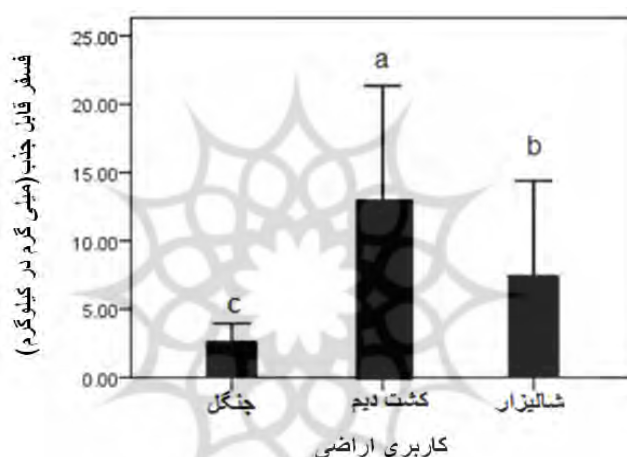 فسفر قابل جذب(میلی گرم در کیلوگرم)
25.00
20.00
15.00
10.00
5.00
0.00
a
b
c
جنگل
کشت دیم
شالیزار
کاربری اراضی